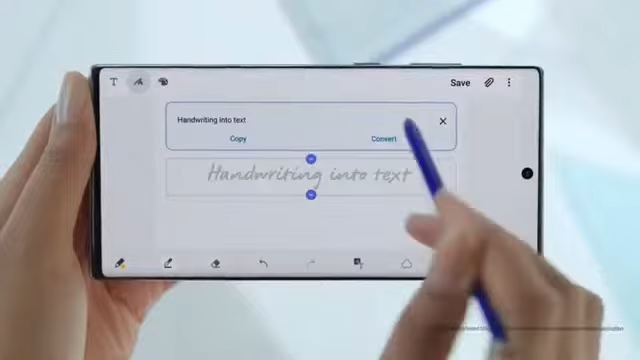 T
Save
Handwriting into text
Copy Convert
Handwriting into text